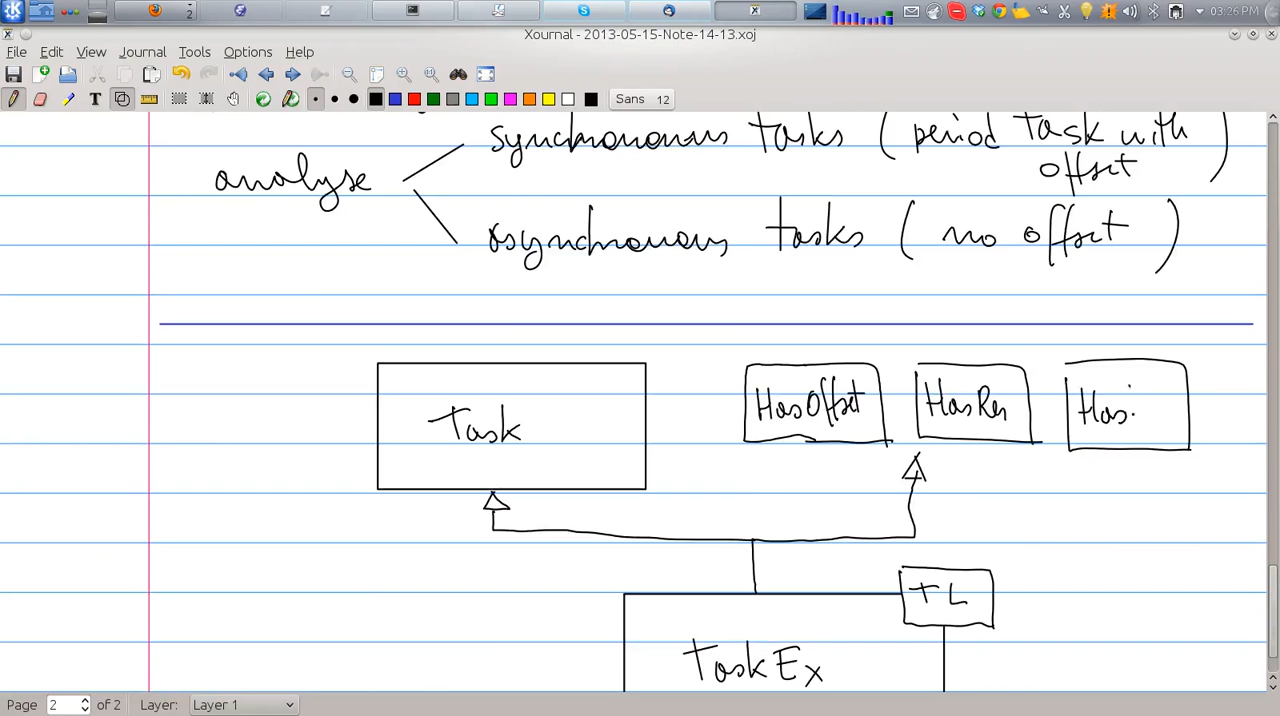 2
03:26 PM
Xournal - 2013-05-15-Note-14-13.xoj
File Edit View Journal Tools Options Help
Sans 12
synchronous tasks ( period task with
offset )
analyse
asynchronous tasks ( no offset )
Task
HasOffset
HasRes
Has
TL
TaskEx
Page 2 of 2 Layer: Layer 1